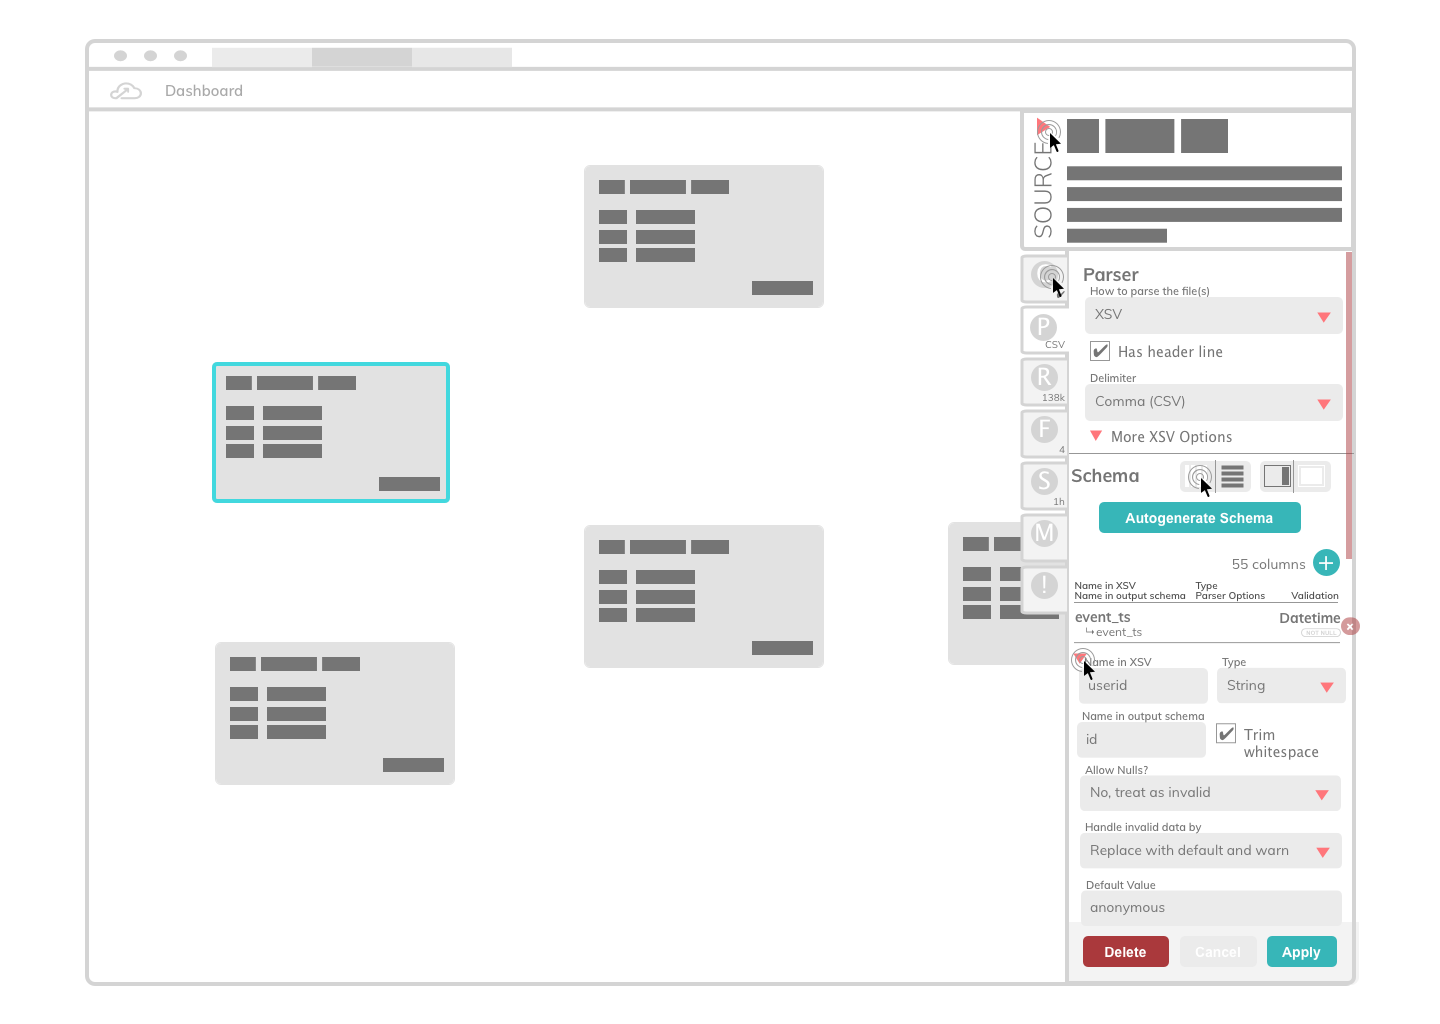 Dashboard
SOURCE
P
CSV
R
138k
F
4
S
1h
M
!
Parser
How to parse the file(s)
XSV
Has header line
Delimiter
Comma (CSV)
More XSV Options
Schema
Autogenerate Schema
55 columns
Name in XSV Type
Name in output schema Parser Options Validation
event_ts Datetime
event_ts NOT NULL
Name in XSV Type
userid String
Name in output schema
id
Trim
whitespace
Allow Nulls?
No, treat as invalid
Handle invalid data by
Replace with default and warn
Default Value
anonymous
Delete Cancel Apply